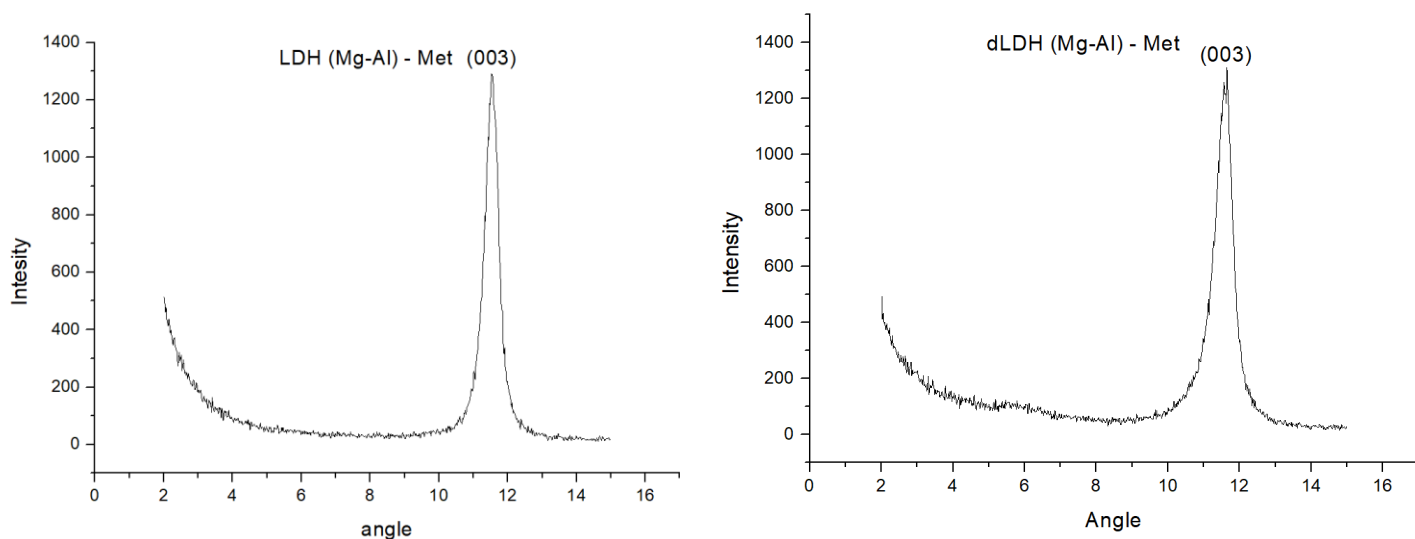 LDH (Mg-Al) - Met (003)
1400
1200
1000
800
600
400
200
0
Intesity
0 2 4 6 8 10 12 14 16
angle
dLDH (Mg-Al) - Met
(003)
1400
1200
1000
800
600
400
200
0
Intensity
0 2 4 6 8 10 12 14 16
Angle